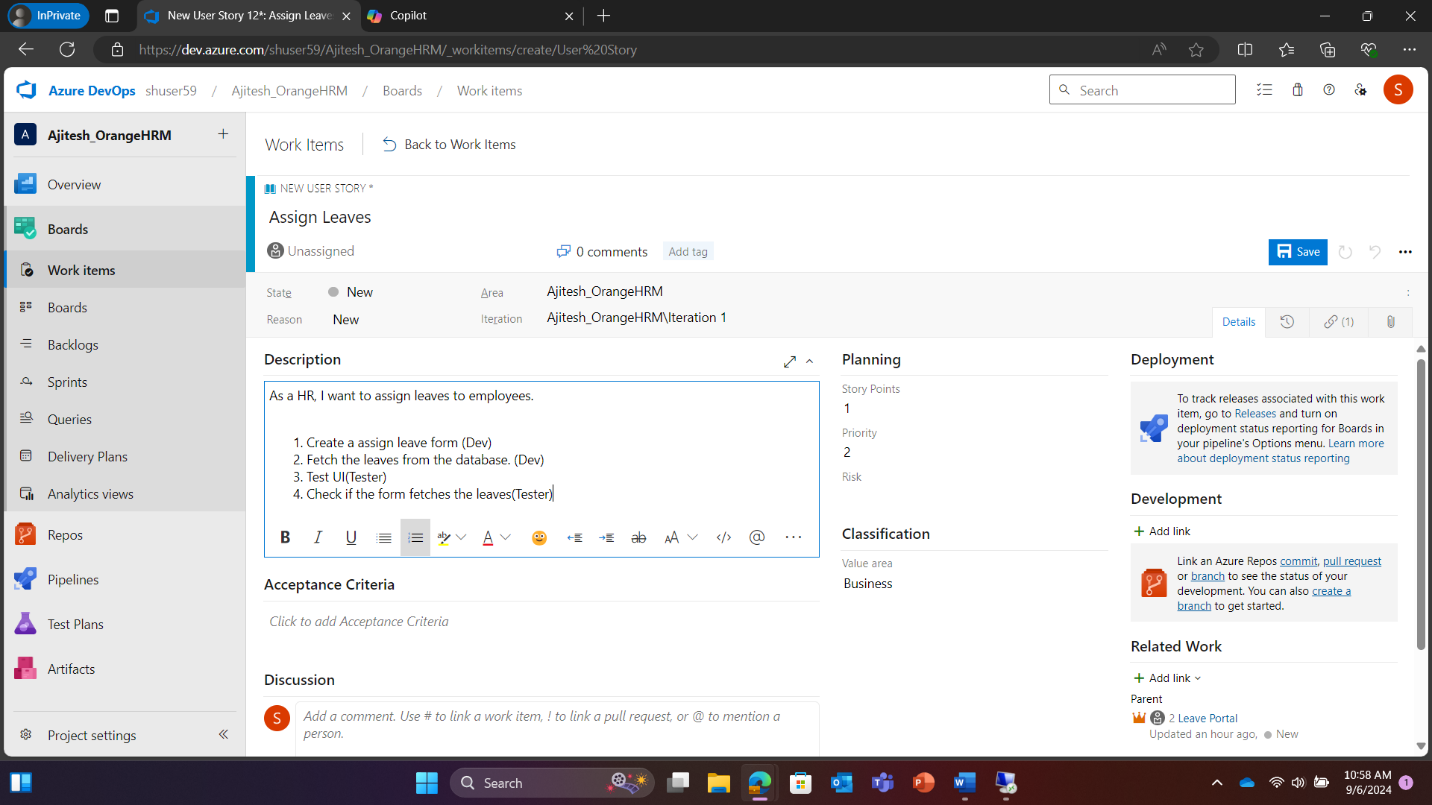 InPrivate
New User Story 12*: Assign Leave
Copilot
https://dev.azure.com/shuser59/Ajitesh_OrangeHRM/_workitems/create/User%20Story
Azure DevOps shuser59 / Ajitesh_OrangeHRM / Boards / Work items
Search
S
A Ajitesh_OrangeHRM
Overview
Boards
Work items
Boards
Backlogs
Sprints
Queries
Delivery Plans
Analytics views
Repos
Pipelines
Test Plans
Artifacts
Project settings
Work Items
Back to Work Items
NEW USER STORY *
Assign Leaves
Unassigned
0 comments
Add tag
Save
State New
Reason New
Area Ajitesh_OrangeHRM
Iteration Ajitesh_OrangeHRM\Iteration 1
Details
(1)
Description
As a HR, I want to assign leaves to employees.
1. Create a assign leave form (Dev)
2. Fetch the leaves from the database. (Dev)
3. Test UI(Tester)
4. Check if the form fetches the leaves(Tester)
Acceptance Criteria
Click to add Acceptance Criteria
Discussion
S
Add a comment. Use # to link a work item, ! to link a pull request, or @ to mention a
person.
Planning
Story Points
1
Priority
2
Risk
Classification
Value area
Business
Deployment
To track releases associated with this work
item, go to Releases and turn on
deployment status reporting for Boards in
your pipeline's Options menu. Learn more
about deployment status reporting
Development
Add link
Link an Azure Repos commit, pull request
or branch to see the status of your
development. You can also create a
branch to get started.
Related Work
Add link
Parent
2 Leave Portal
Updated an hour ago, New
Search
10:58 AM
9/6/2024
1